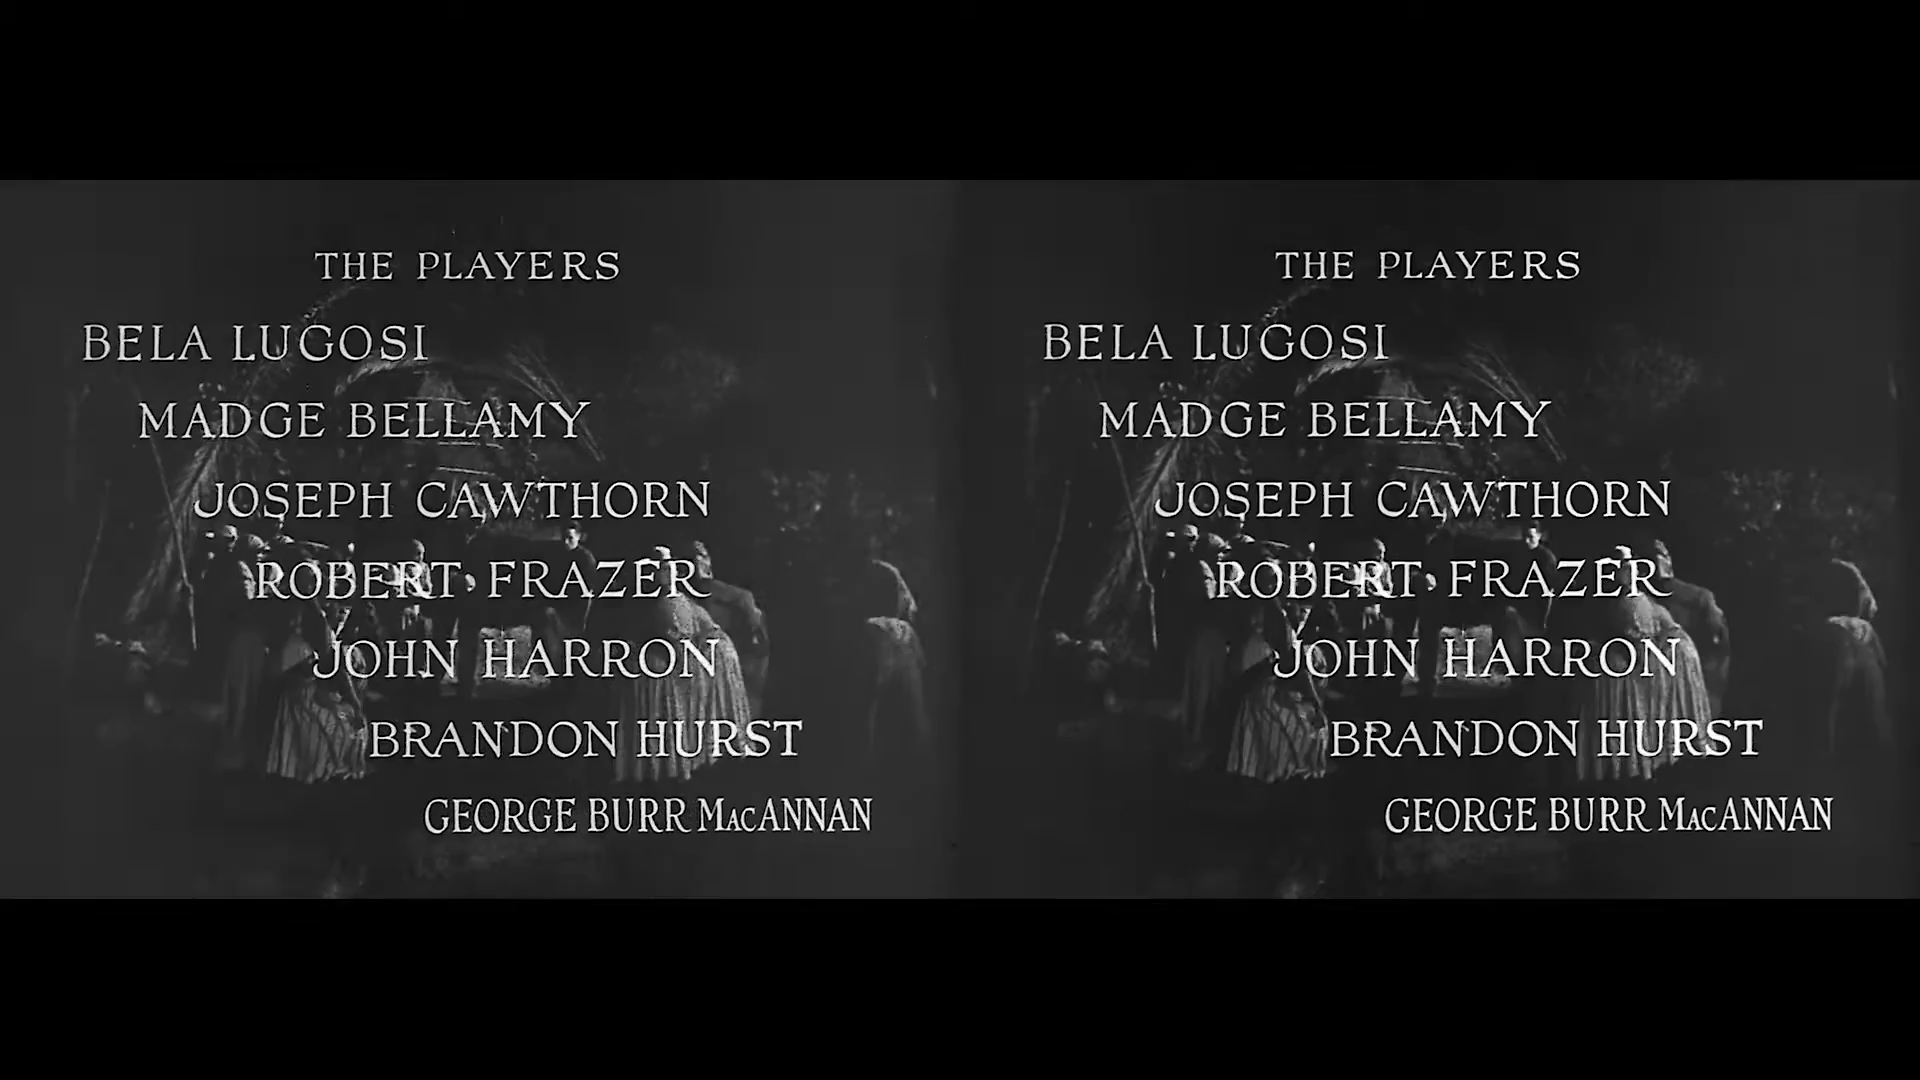 THE PLAYERS
BELA LUGOSI
MADGE BELLAMY
JOSEPH CAWTHORN
ROBERT FRAZER
JOHN HARRON
BRANDON HURST
GEORGE BURR MacANNAN
THE PLAYERS
BELA LUGOSI
MADGE BELLAMY
JOSEPH CAWTHORN
ROBERT FRAZER
JOHN HARRON
BRANDON HURST
GEORGE BURR MacANNAN